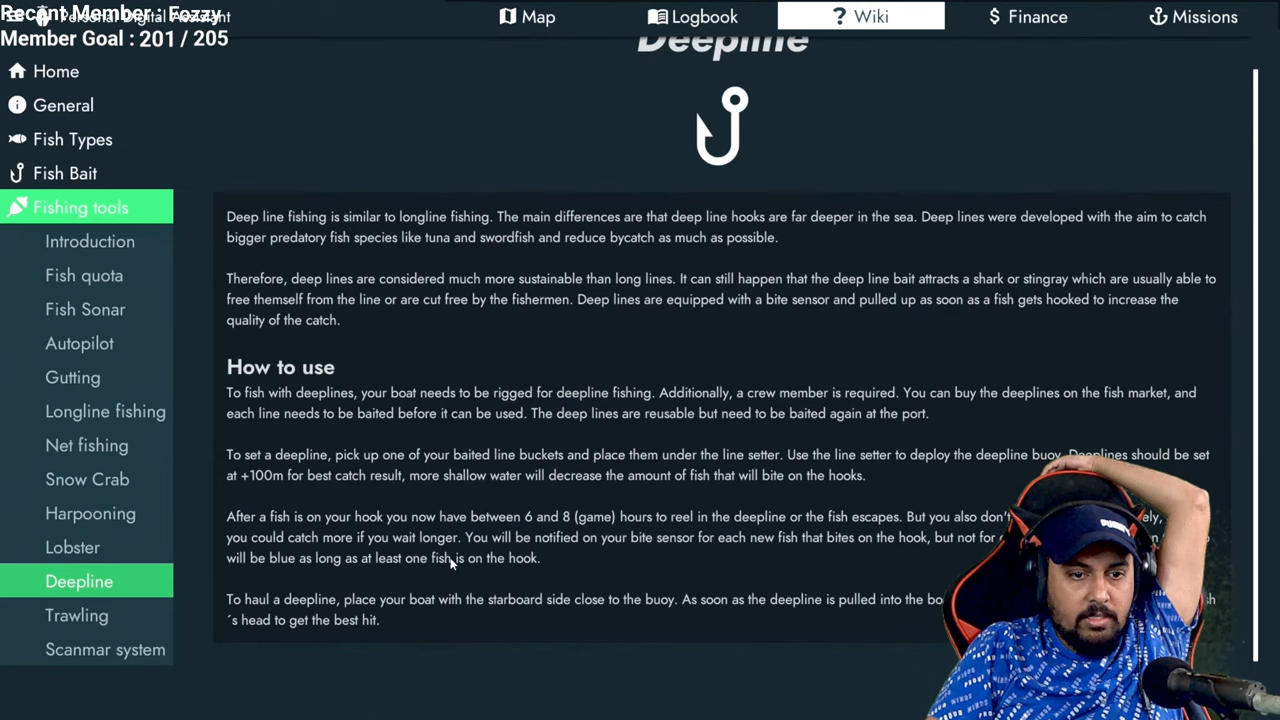 Personal Digital Assistant
Recent Member : Fozzy
Member Goal : 201 / 205
Map
Logbook
? Wiki
$ Finance
Missions
Home
General
Fish Types
Fish Bait
Fishing tools
Introduction
Fish quota
Fish Sonar
Autopilot
Gutting
Longline fishing
Net fishing
Snow Crab
Harpooning
Lobster
Deepline
Trawling
Scanmar system
Deepline
Deep line fishing is similar to longline fishing. The main differences are that deep line hooks are far deeper in the sea. Deep lines were developed with the aim to catch
bigger predatory fish species like tuna and swordfish and reduce bycatch as much as possible.
Therefore, deep lines are considered much more sustainable than long lines. It can still happen that the deep line bait attracts a shark or stingray which are usually able to
free themself from the line or are cut free by the fishermen. Deep lines are equipped with a bite sensor and pulled up as soon as a fish gets hooked to increase the
quality of the catch.
How to use
To fish with deeplines, your boat needs to be rigged for deepline fishing. Additionally, a crew member is required. You can buy the deeplines on the fish market, and
each line needs to be baited before it can be used. The deep lines are reusable but need to be baited again at the port.
To set a deepline, pick up one of your baited line buckets and place them under the line setter. Use the line setter to deploy the deepline buoy. Deeplines should be set
at +100m for best catch result, more shallow water will decrease the amount of fish that will bite on the hooks.
After a fish is on your hook you now have between 6 and 8 (game) hours to reel in the deepline or the fish escapes. But you also don'
you could catch more if you wait longer. You will be notified on your bite sensor for each new fish that bites on the hook, but not for
will be blue as long as at least one fish is on the hook.
To haul a deepline, place your boat with the starboard side close to the buoy. As soon as the deepline is pulled into the
´s head to get the best hit.